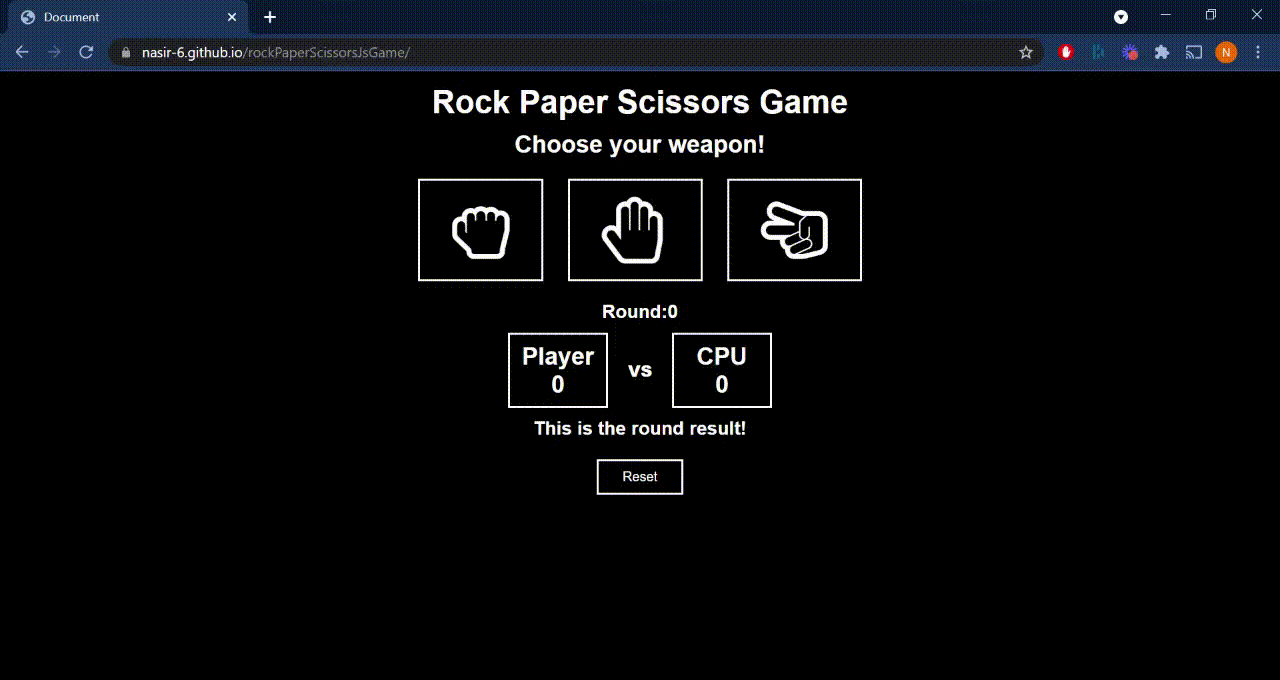 Document
nasir-6.github.io/rockPaperScissorsJsGame/
N
Rock Paper Scissors Game
Choose your weapon!
Round:0
Player
0
vs
CPU
0
This is the round result!
Reset